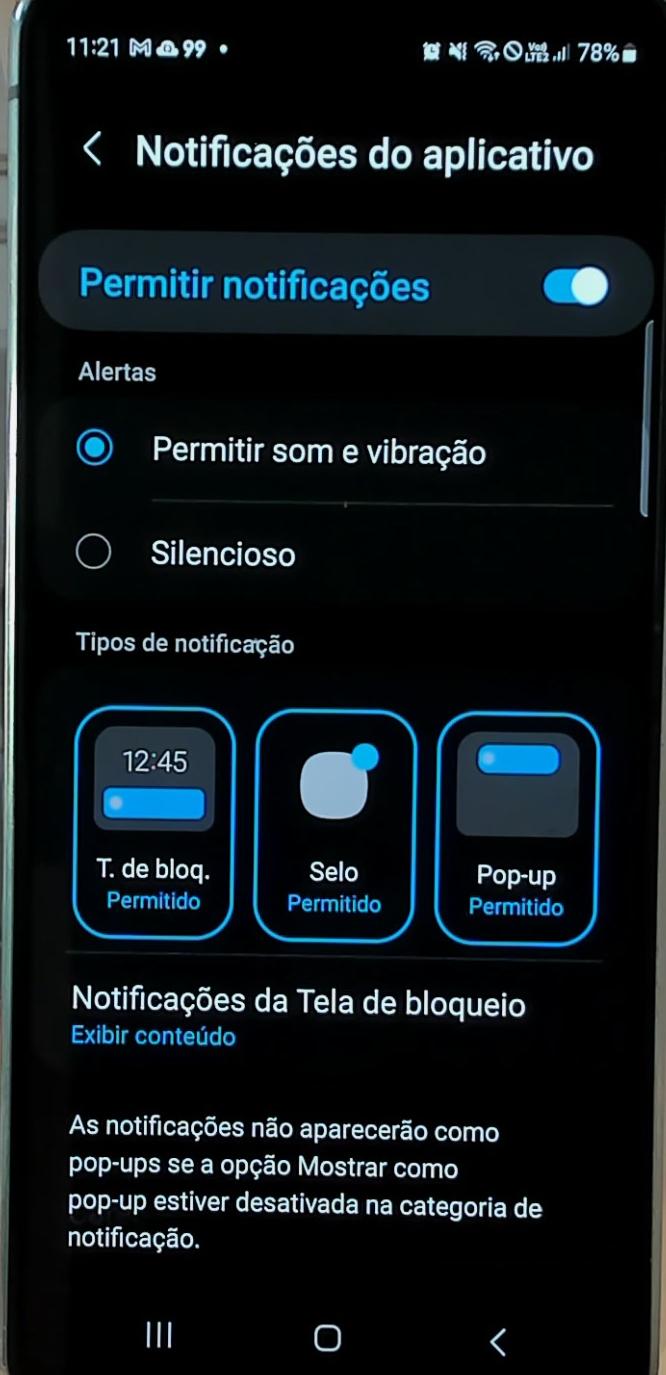 11:21 M 99 •
Vo))
LTE2 78%
Notificações do aplicativo
Permitir notificações
Alertas
Permitir som e vibração
Silencioso
Tipos de notificação
12:45
T. de bloq.
Permitido
Selo
Permitido
Pop-up
Permitido
Notificações da Tela de bloqueio
Exibir conteúdo
As notificações não aparecerão como
pop-ups se a opção Mostrar como
pop-up estiver desativada na categoria de
notificação.